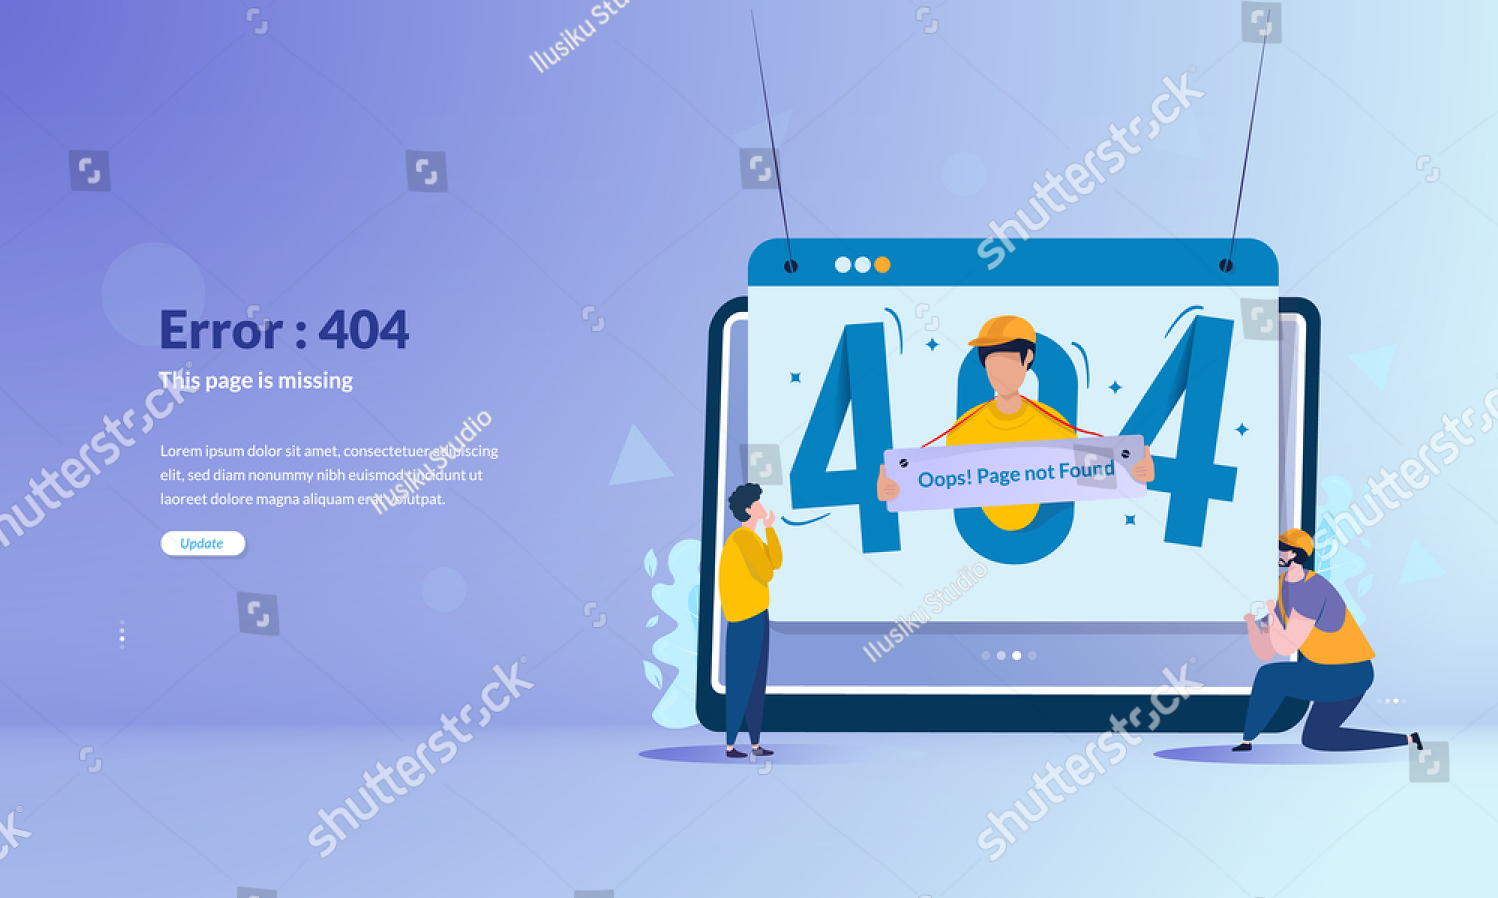 Ilusiku Stu
shutterstock
Error : 404
This page is missing
404
Oops! Page not Found
shutterstock
Ilusiku Studio
shutterstock
Lorem ipsum dolor sit amet, consectetuer adipiscing
elit, sed diam nonummy nibh euismod tincidunt ut
laoreet dolore magna aliquam erat volutpat.
Update
Ilusiku Studio
shutterstock
shutterstock